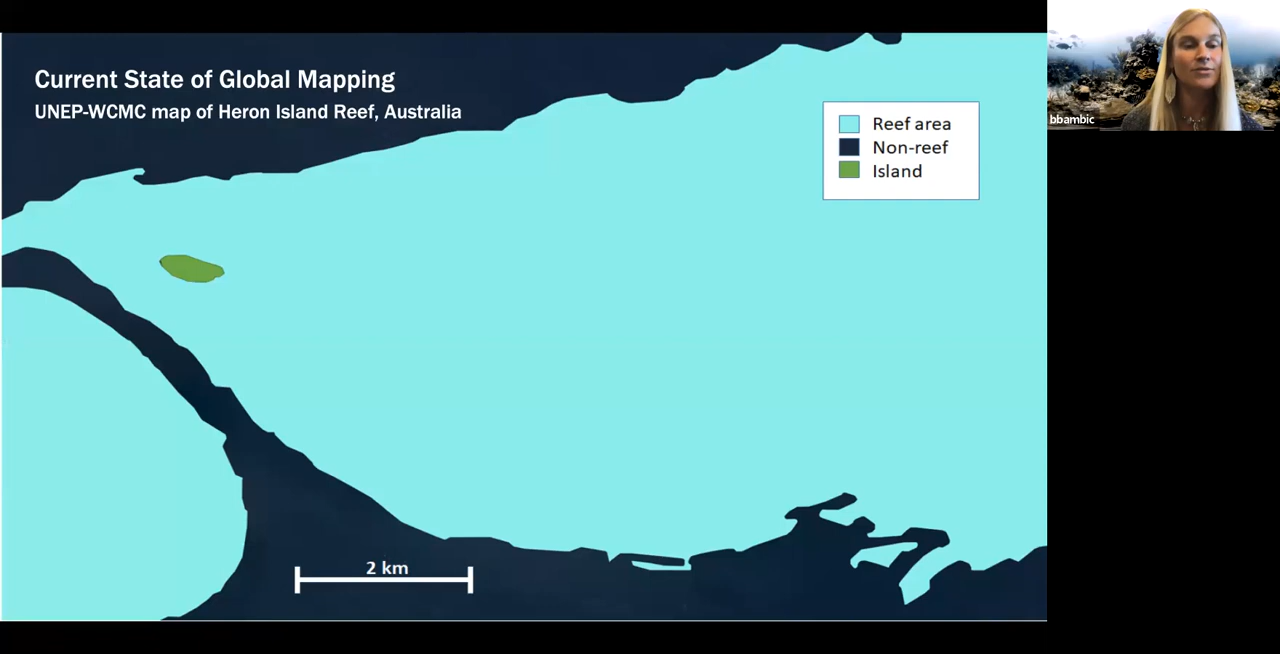 Current State of Global Mapping
UNEP-WCMC map of Heron Island Reef, Australia
Reef area
Non-reef
Island
bbambic
2 km